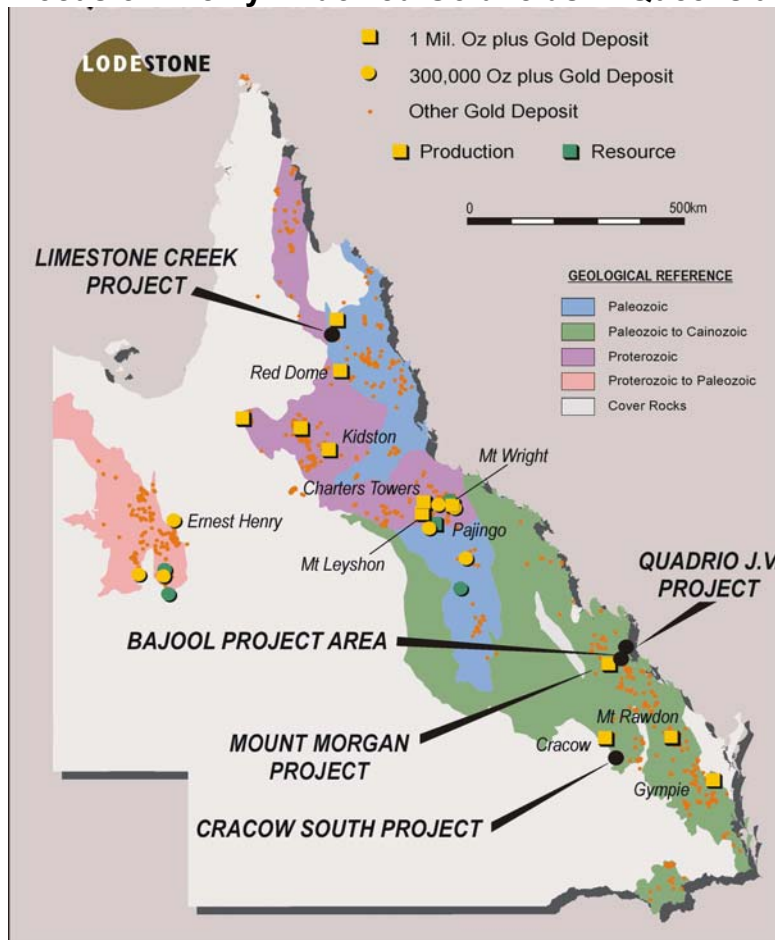 LODESTONE
1 Mil. Oz plus Gold Deposit
300,000 Oz plus Gold Deposit
Other Gold Deposit
Production
Resource
0
500km
LIMESTONE CREEK
PROJECT
GEOLOGICAL REFERENCE
Paleozoic
Paleozoic to Cainozoic
Proterozoic
Proterozoic to Paleozoic
Cover Rocks
Red Dome
Kidston
Mt Wright
Charters Towers
Ernest Henry
Pajingo
Mt Leyshon
QUADRIO J.V
PROJECT
BAJOOL PROJECT AREA
Mt Rawdon
MOUNT MORGAN
PROJECT
Cracow
Gympie
CRACOW SOUTH PROJECT